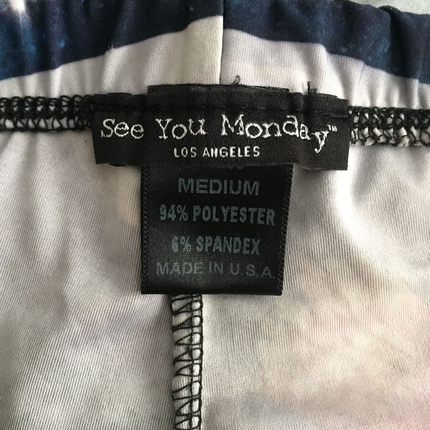 See You Monday™
LOS ANGELES
MEDIUM
94% POLYESTER
6% SPANDEX
MADE IN U.S.A.